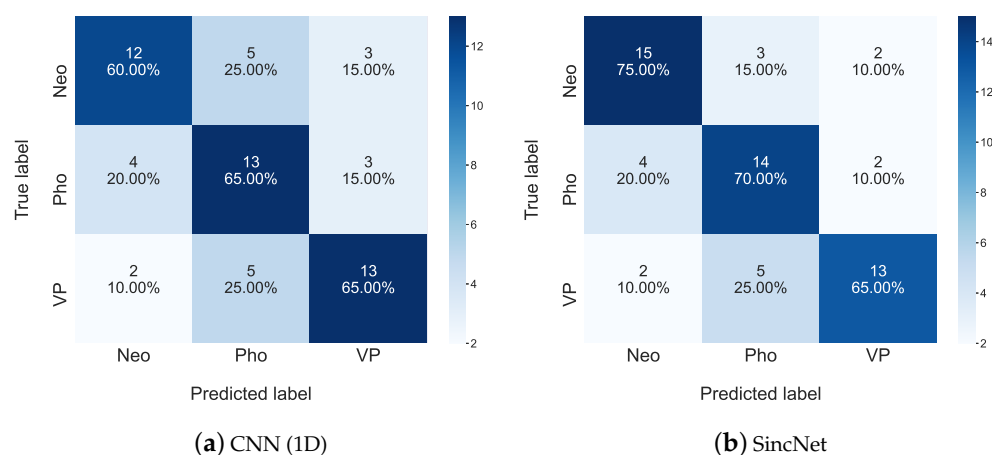 12 5 3
60.00% 25.00% 15.00%
4 13 3
20.00% 65.00% 15.00%
2 5 13
10.00% 25.00% 65.00%
Neo
Pho
VP
True label
Neo Pho VP
Predicted label
12
10
8
6
4
2
(a) CNN (1D)
15 3 2
75.00% 15.00% 10.00%
4 14 2
20.00% 70.00% 10.00%
2 5 13
10.00% 25.00% 65.00%
Neo
Pho
VP
True label
Neo Pho VP
Predicted label
14
12
10
8
6
4
2
(b) SincNet